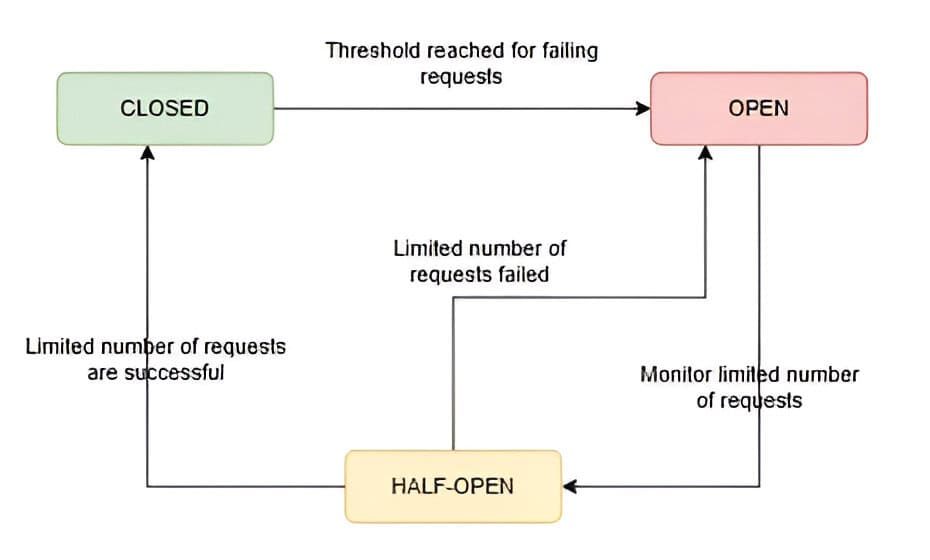 Threshold reached for failing
requests
CLOSED
OPEN
Limited number of
requests failed
Limited number of requests
are successful
Monitor limited number
of requests
HALF-OPEN